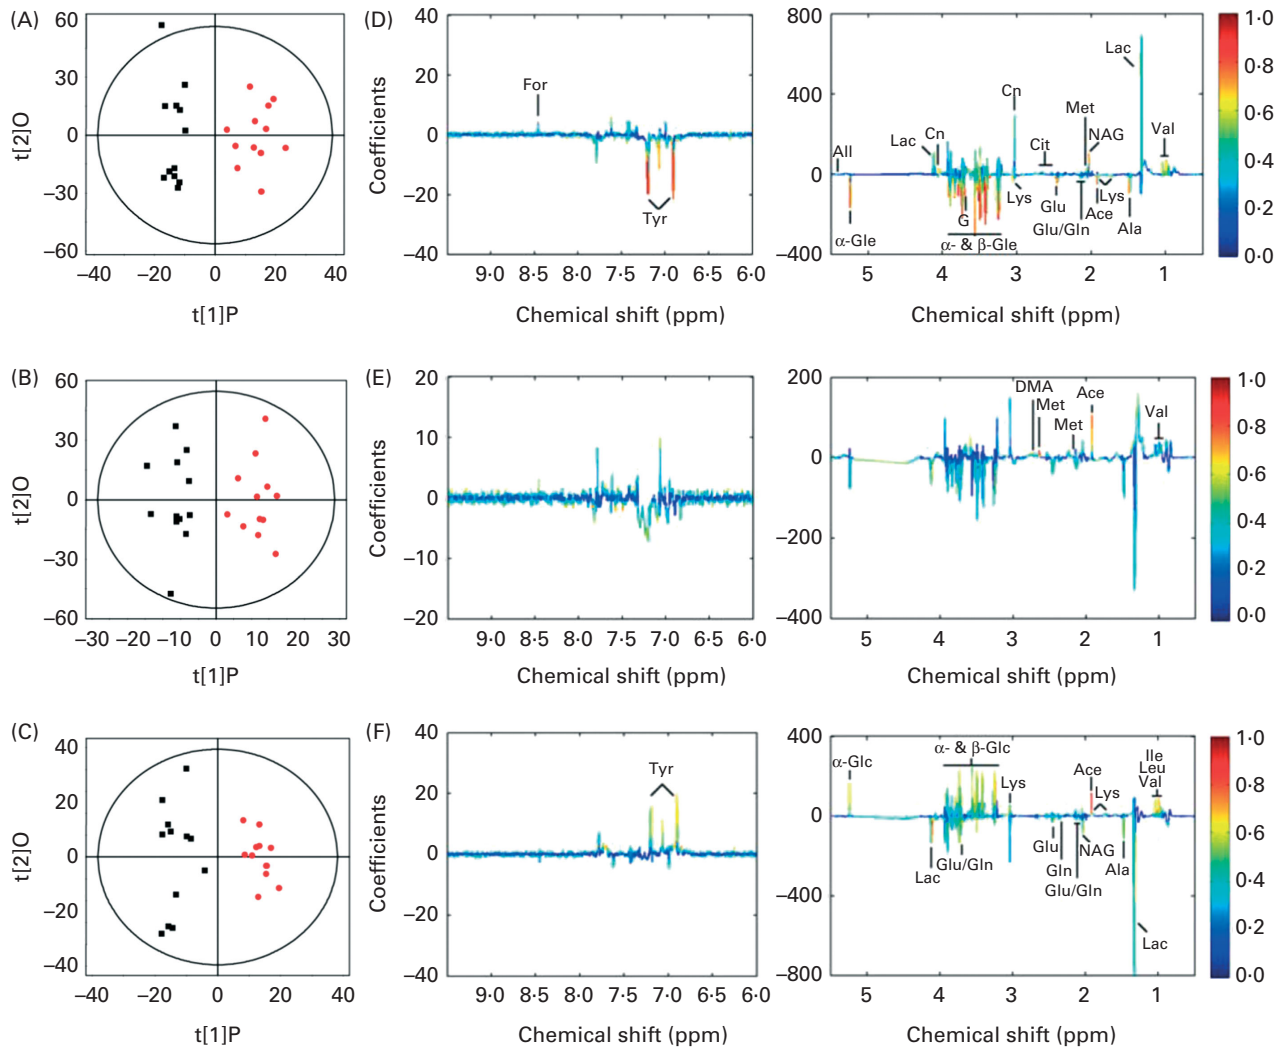 (A)
60
30
0
−30
−60
t[2]O
−40 −20 0 20 40
t[1]P
(D)
40
20
0
−20
−40
Coefficients
For
Tyr
9·0 8·5 8·0 7·5 7·0 6·5 6·0
Chemical shift (ppm)
800
400
0
−400
All
α-Gle
Lac
Cn
G
α- & β-Gle
Cn
Lys
Cit
Glu
Met
NAG
Glu/Gln
Ace
Lys
Lac
Ala
Val
5 4 3 2 1
Chemical shift (ppm)
1·0
0·8
0·6
0·4
0·2
0·0
(B)
60
30
0
−30
−60
t[2]O
−30 −20 −10 0 10 20 30
t[1]P
(E)
20
10
0
−10
−20
Coefficients
9·0 8·5 8·0 7·5 7·0 6·5 6·0
Chemical shift (ppm)
200
0
−200
−400
DMA
Met
Met
Ace
Val
5 4 3 2 1
Chemical shift (ppm)
1·0
0·8
0·6
0·4
0·2
0·0
(C)
40
20
0
−20
−40
t[2]O
−40 −20 0 20 40
t[1]P
(F)
40
20
0
−20
−40
Coefficients
Tyr
9·0 8·5 8·0 7·5 7·0 6·5 6·0
Chemical shift (ppm)
400
0
−400
−800
α-Glc
α- & β-Glc
Lys
Ace
Lys
Ile
Leu
Val
Lac
Glu/Gln
Glu
Gln
Glu/Gln
NAG
Ala
Lac
5 4 3 2 1
Chemical shift (ppm)
1·0
0·8
0·6
0·4
0·2
0·0